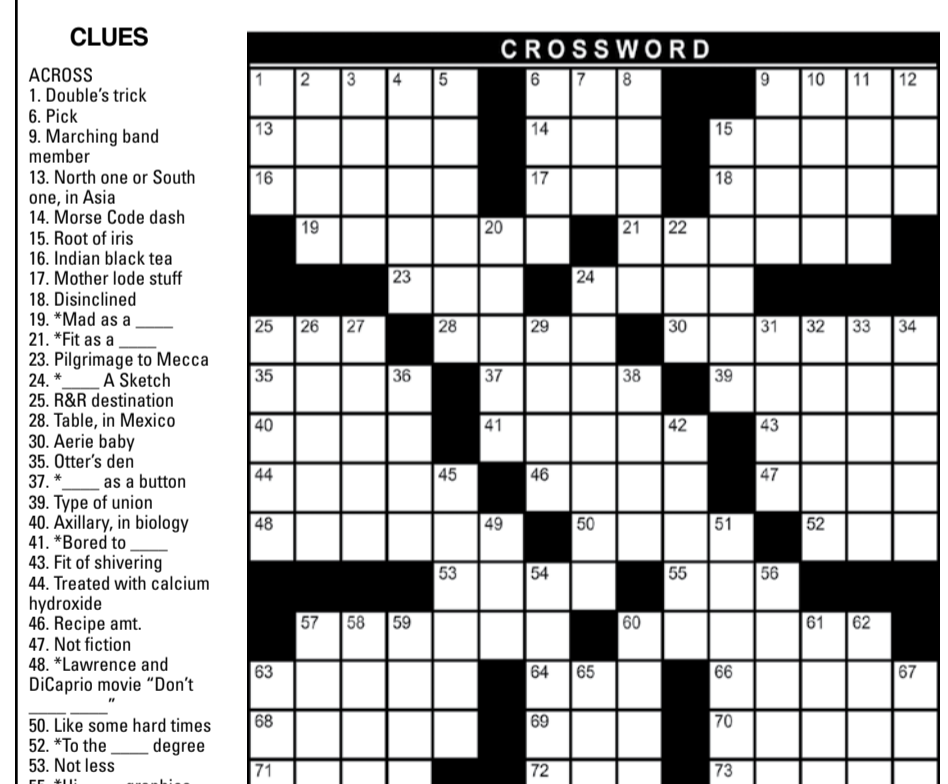 CLUES
ACROSS
1. Double's trick
6. Pick
9. Marching band
member
13. North one or South
one, in Asia
14. Morse Code dash
15. Root of iris
16. Indian black tea
17. Mother lode stuff
18. Disinclined
19. *Mad as a ____
21. *Fit as a ____
23. Pilgrimage to Mecca
24. *____ A Sketch
25. R&R destination
28. Table, in Mexico
30. Aerie baby
35. Otter's den
37. *____ as a button
39. Type of union
40. Axillary, in biology
41. *Bored to ____
43. Fit of shivering
44. Treated with calcium
hydroxide
46. Recipe amt.
47. Not fiction
48. *Lawrence and
DiCaprio movie “Don't
____ ____”
50. Like some hard times
52. *To the ____ degree
53. Not less
CROSSWORD
1 2 3 4 5 6 7 8 9 10 11 12
13 14 15
16 17 18
19 20 21 22
23 24
25 26 27 28 29 30 31 32 33 34
35 36 37 38 39
40 41 42 43
44 45 46 47
48 49 50 51 52
53 54 55 56
57 58 59 60 61 62
63 64 65 66 67
68 69 70
71 72 73